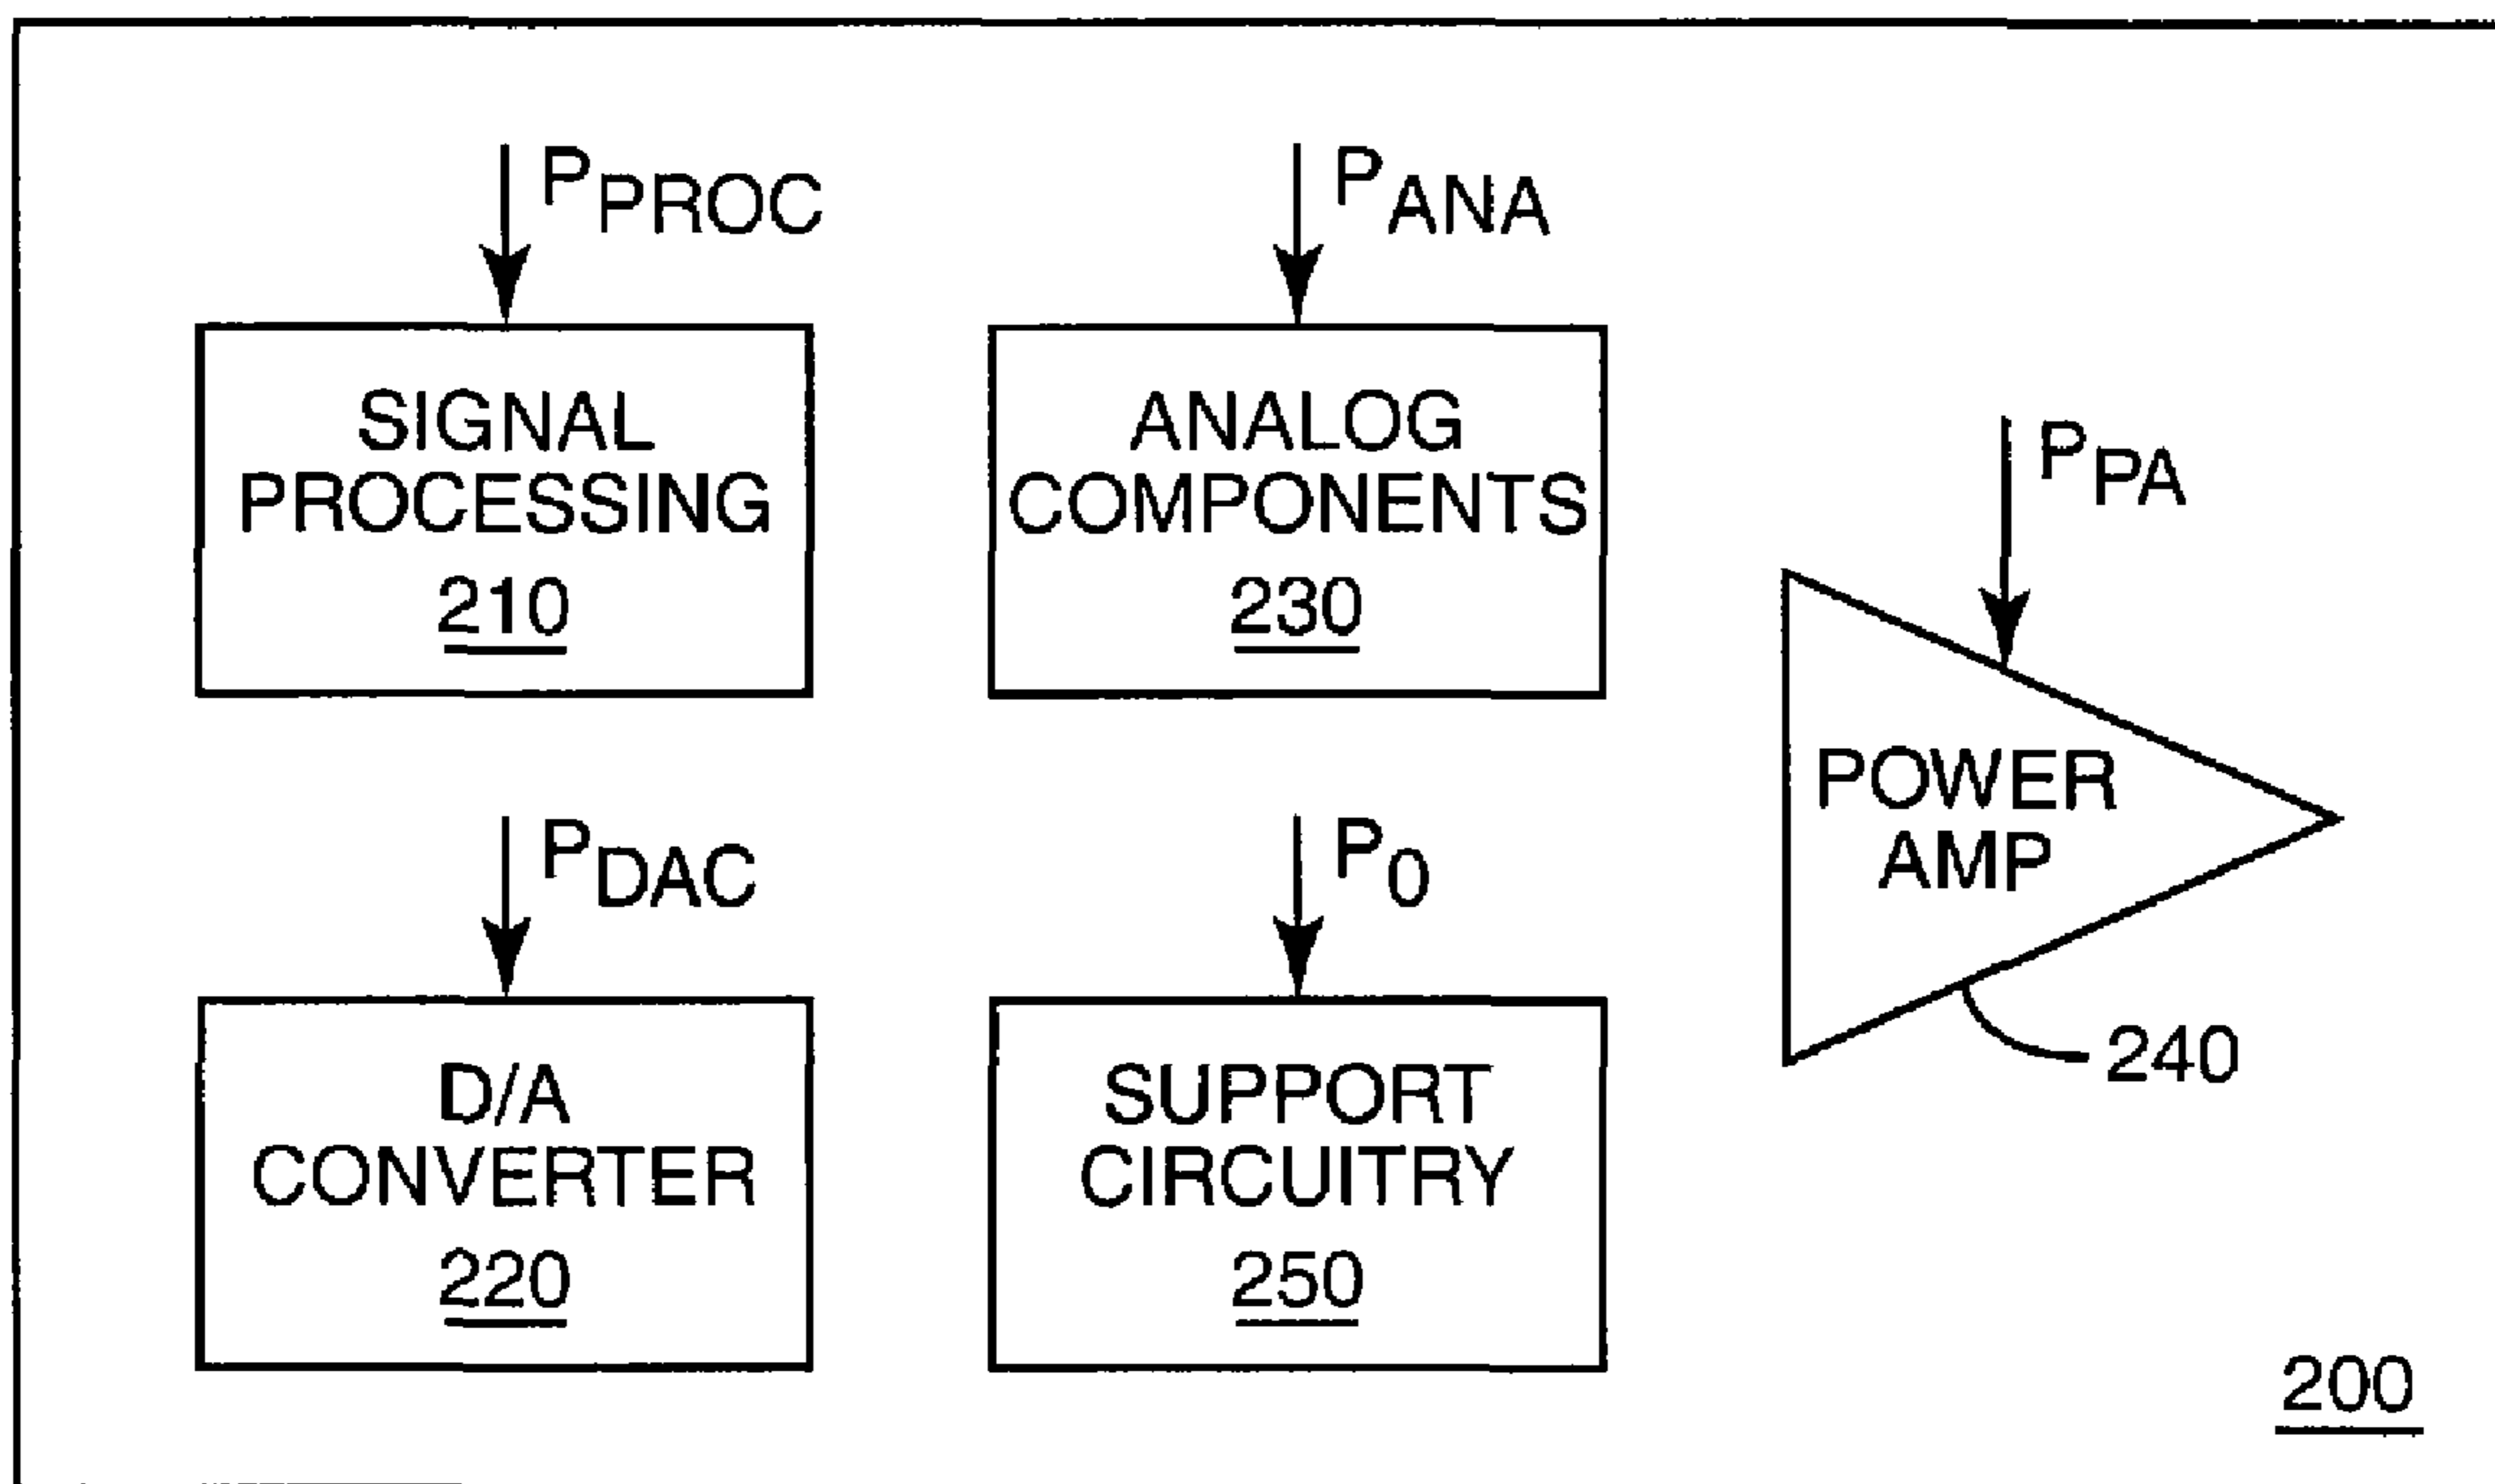 PPROC
PANA
SIGNAL
PROCESSING
210
ANALOG
COMPONENTS
230
PPA
POWER
AMP
240
PDAC
P0
D/A
CONVERTER
220
SUPPORT
CIRCUITRY
250
200